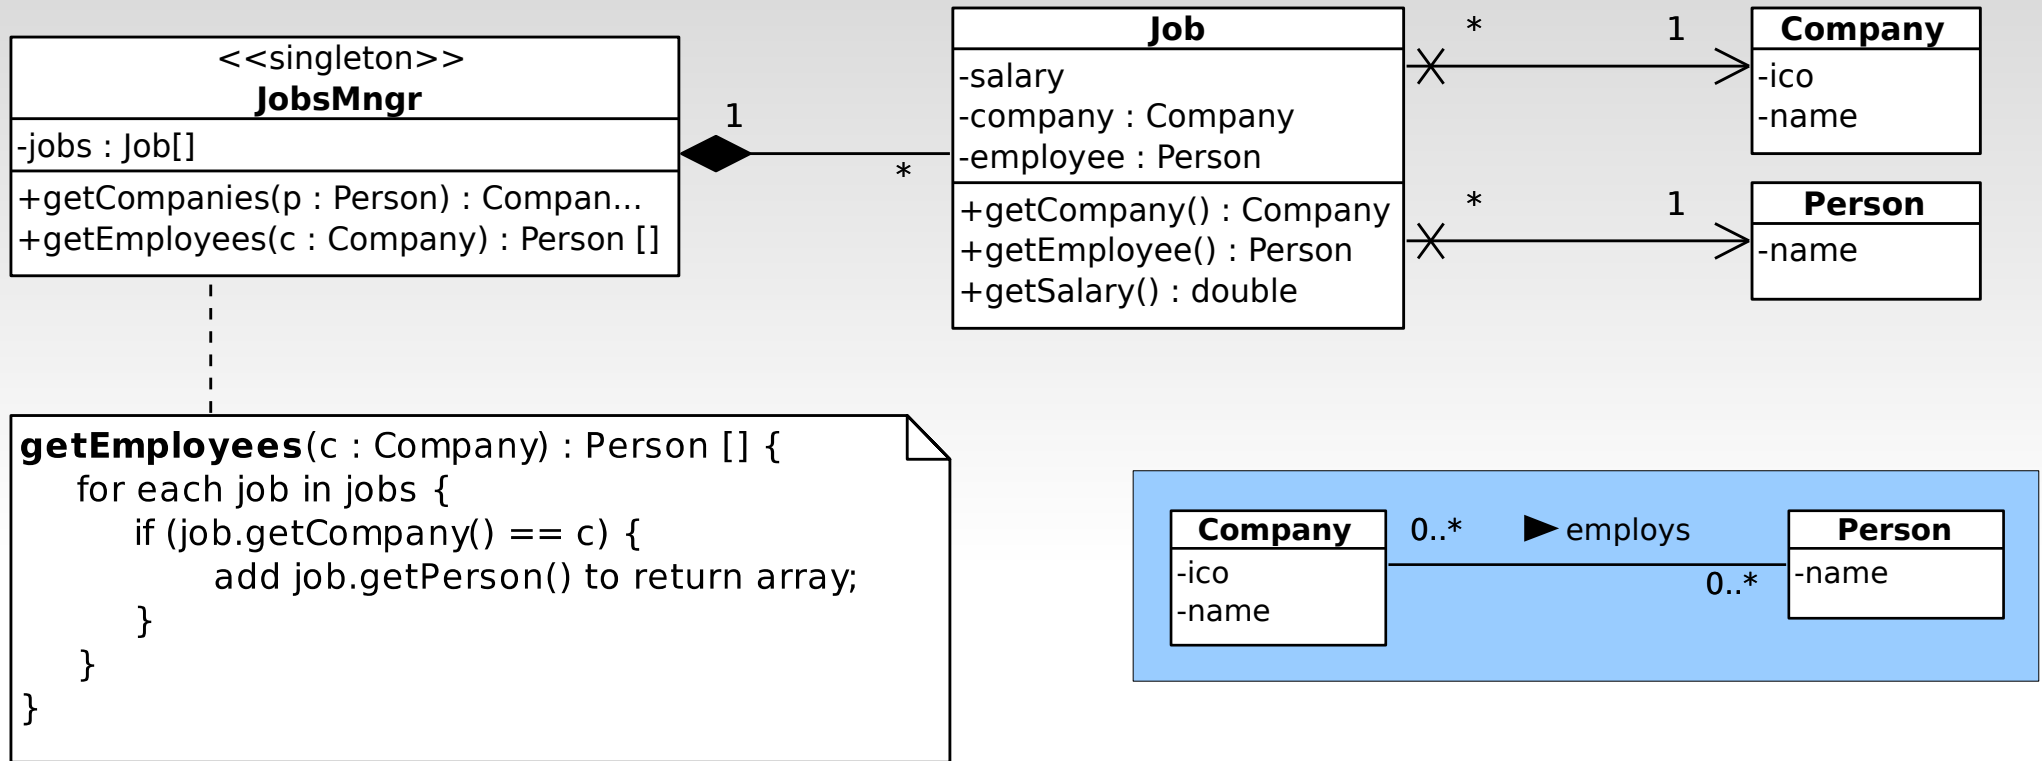 <<singleton>>
JobsMngr
-jobs : Job[]
+getCompanies(p : Person) : Compan...
+getEmployees(c : Company) : Person []
1
*
Job
-salary
-company : Company
-employee : Person
+getCompany() : Company
+getEmployee() : Person
+getSalary() : double
* 1
Company
-ico
-name
* 1
Person
-name
getEmployees(c : Company) : Person [] {
for each job in jobs {
if (job.getCompany() == c) {
add job.getPerson() to return array;
}
}
}
Company
-ico
-name
0..* ► employs
0..*
Person
-name